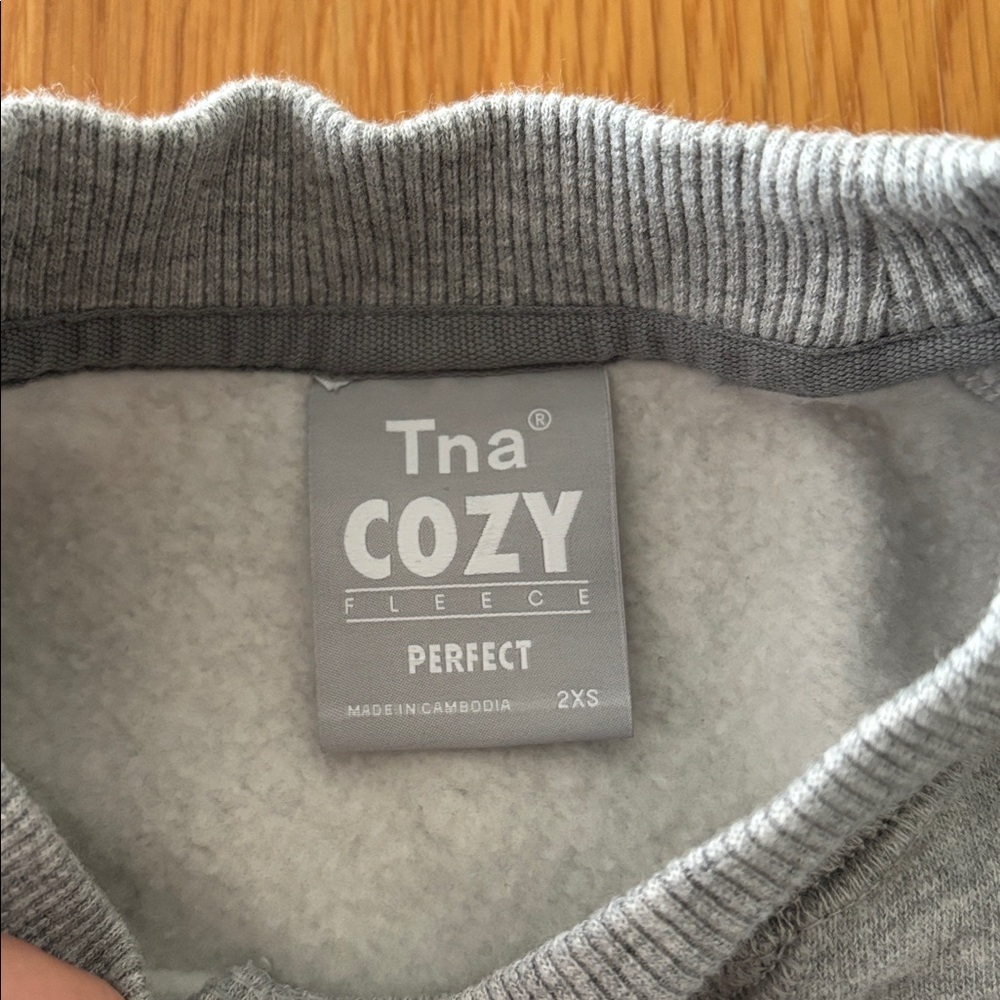 Tna®
COZY
FLEECE
PERFECT
MADE IN CAMBODIA 2XS